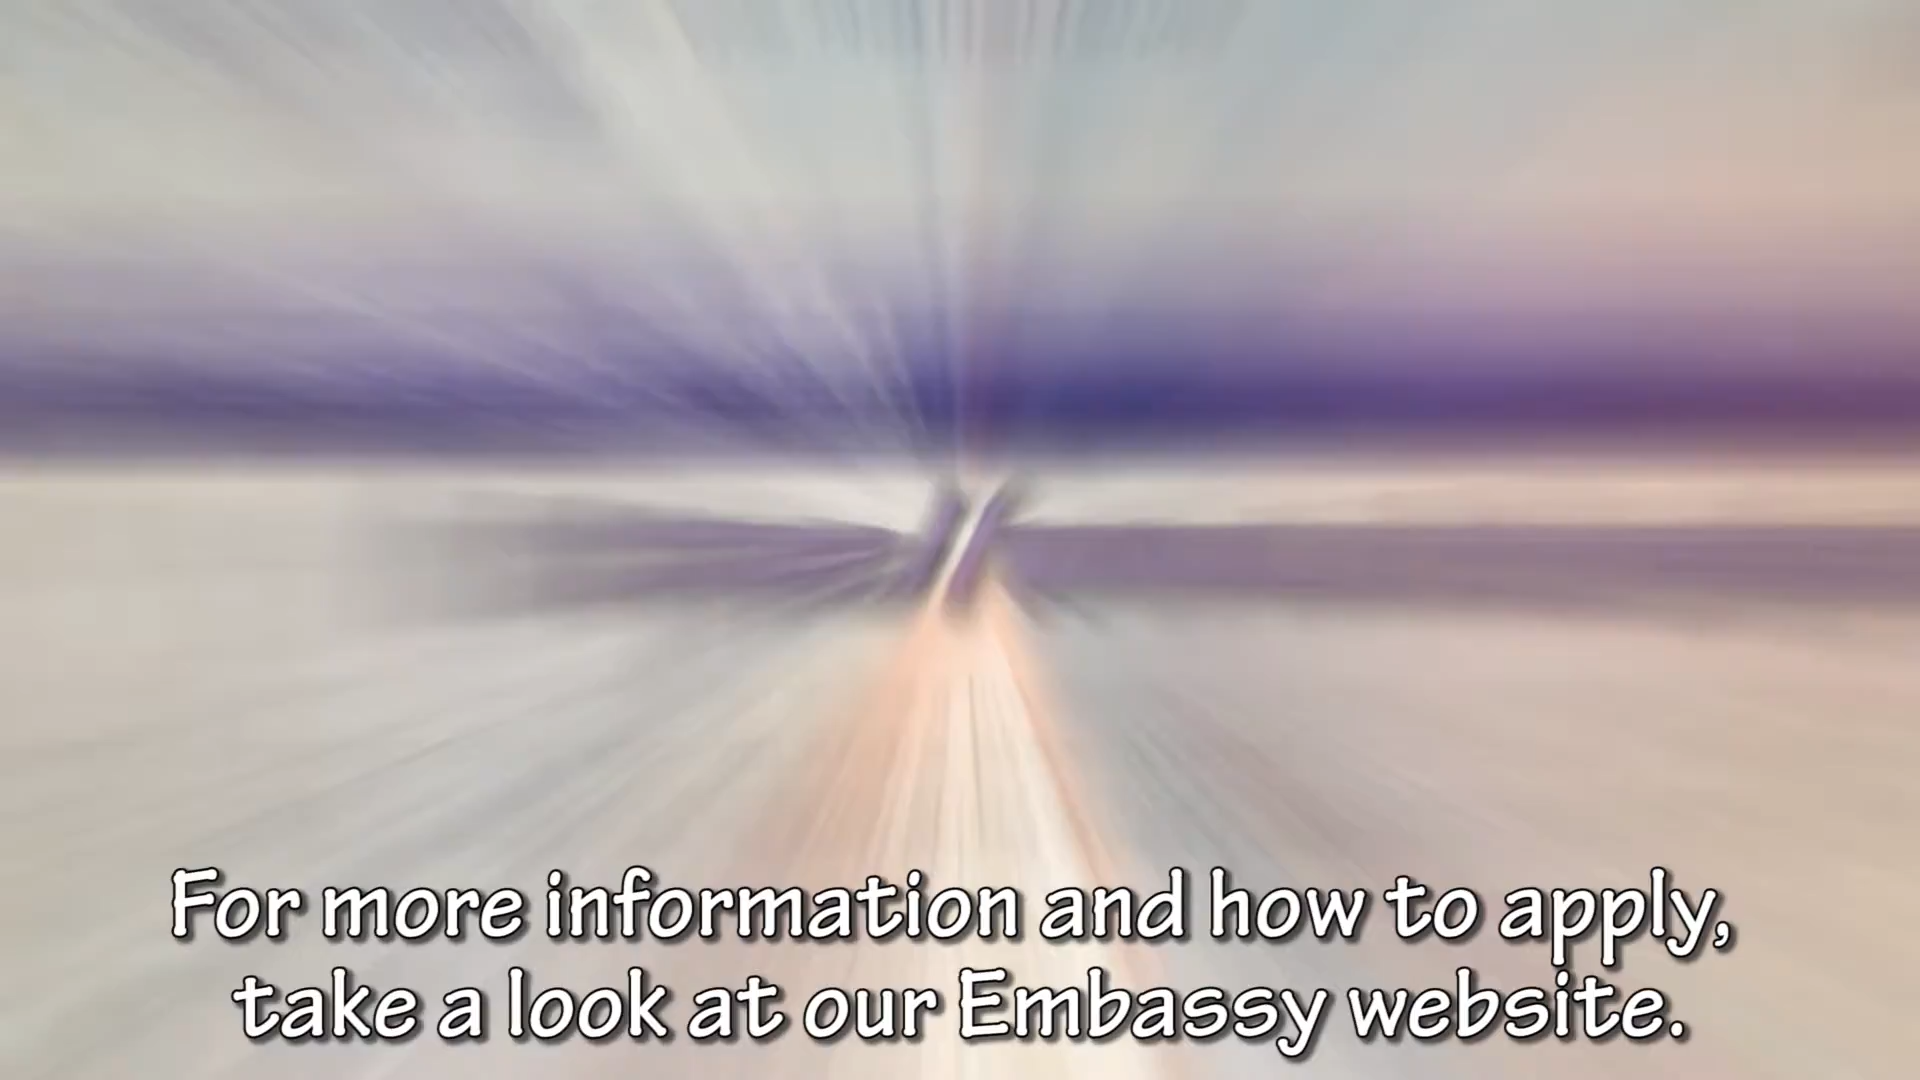 For more information and how to apply,
take a look at our Embassy website.